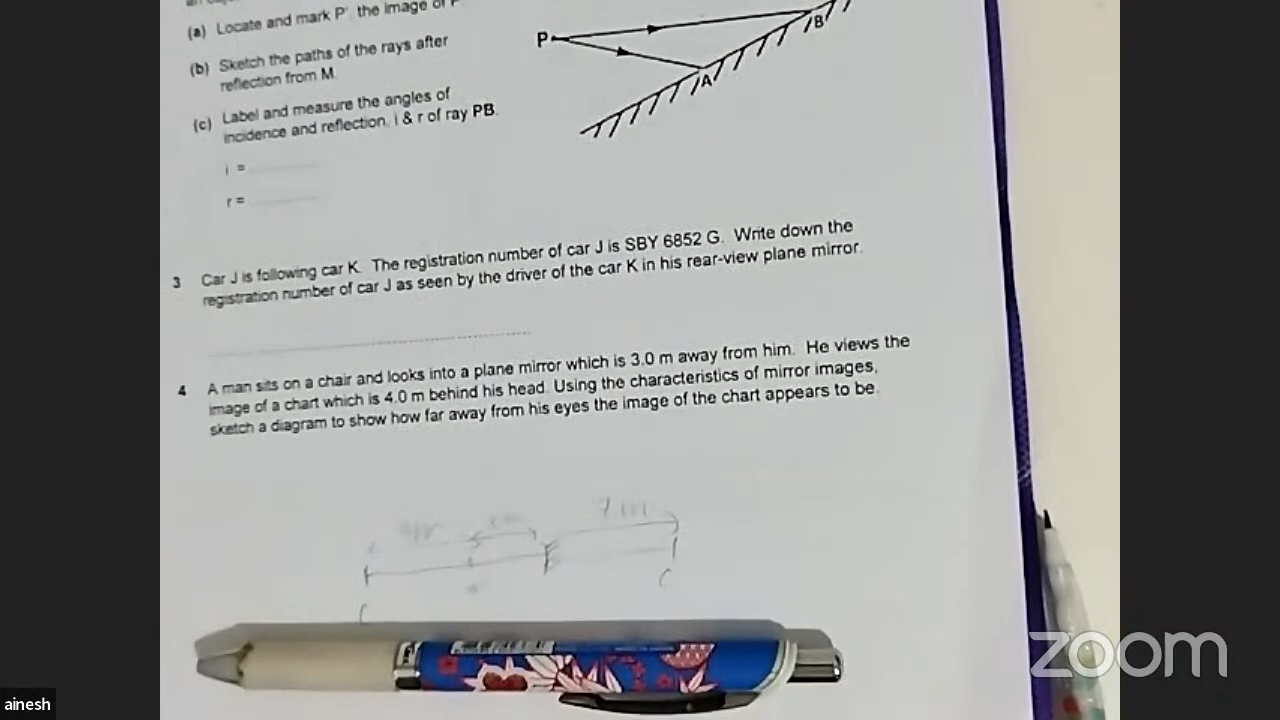 (a) Locate and mark P', the image of P
(b) Sketch the paths of the rays after
reflection from M.
(c) Label and measure the angles of
incidence and reflection, i & r of ray PB.
i =
r =
P
B
A
3 Car J is following car K. The registration number of car J is SBY 6852 G. Write down the
registration number of car J as seen by the driver of the car K in his rear-view plane mirror.
4 A man sits on a chair and looks into a plane mirror which is 3.0 m away from him. He views the
image of a chart which is 4.0 m behind his head. Using the characteristics of mirror images,
sketch a diagram to show how far away from his eyes the image of the chart appears to be.
7 m
C
zoom
ainesh